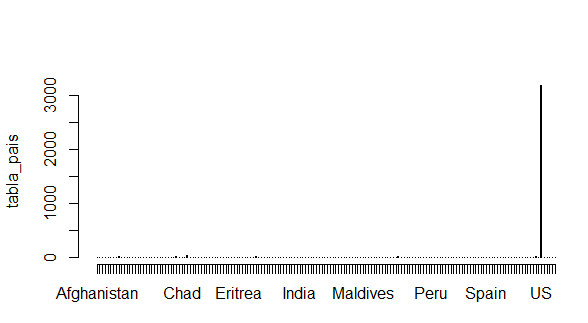 tabla_pais
3000
2000
1000
0
Afghanistan Chad Eritrea India Maldives Peru Spain US